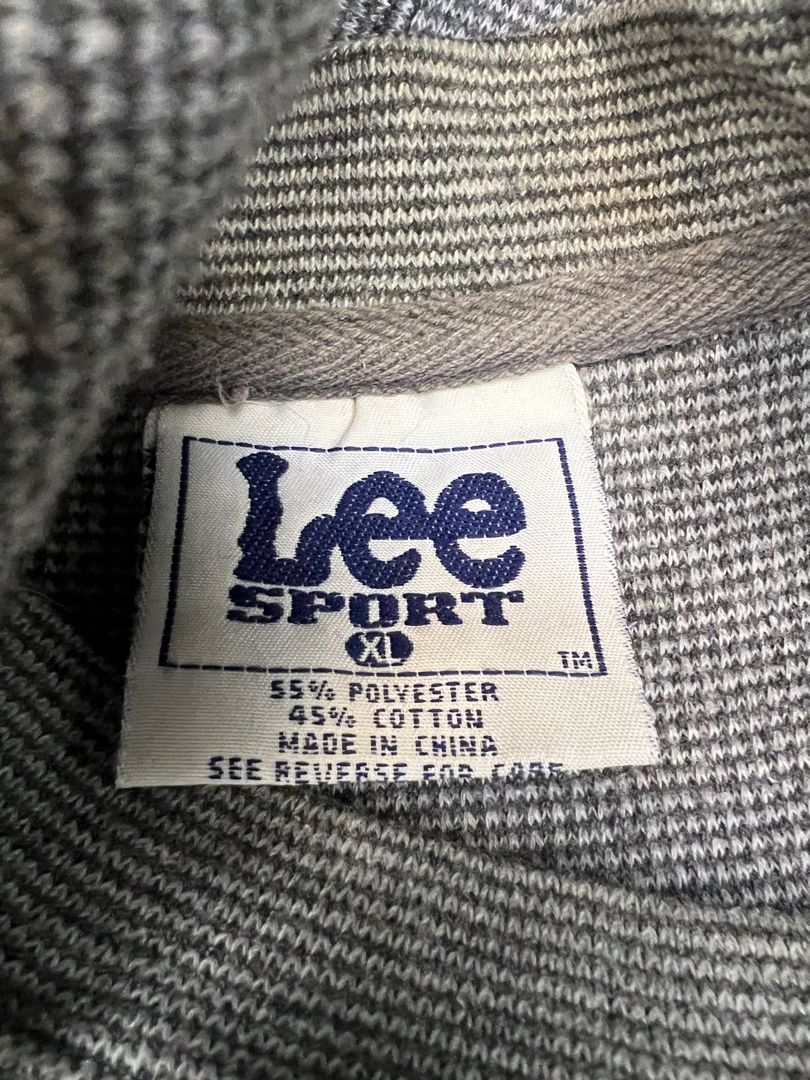 Lee
SPORT
XL
TM
55% POLYESTER
45% COTTON
MADE IN CHINA
SEE REVERSE FOR CARE